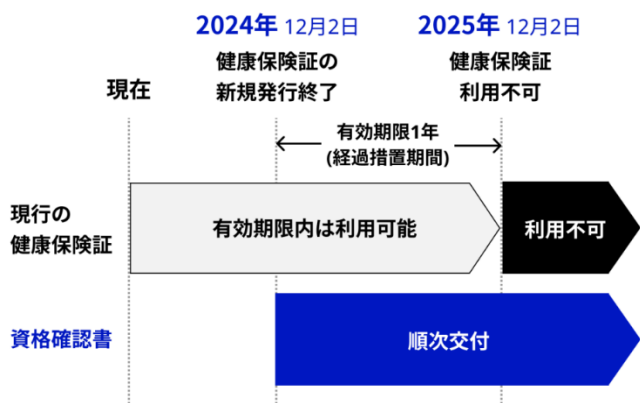 2024年 12月2日
健康保険証の
新規発行終了
2025年 12月2日
健康保険証
利用不可
現在
有効期限1年
(経過措置期間)
現行の
健康保険証
有効期限内は利用可能
利用不可
資格確認書
順次交付